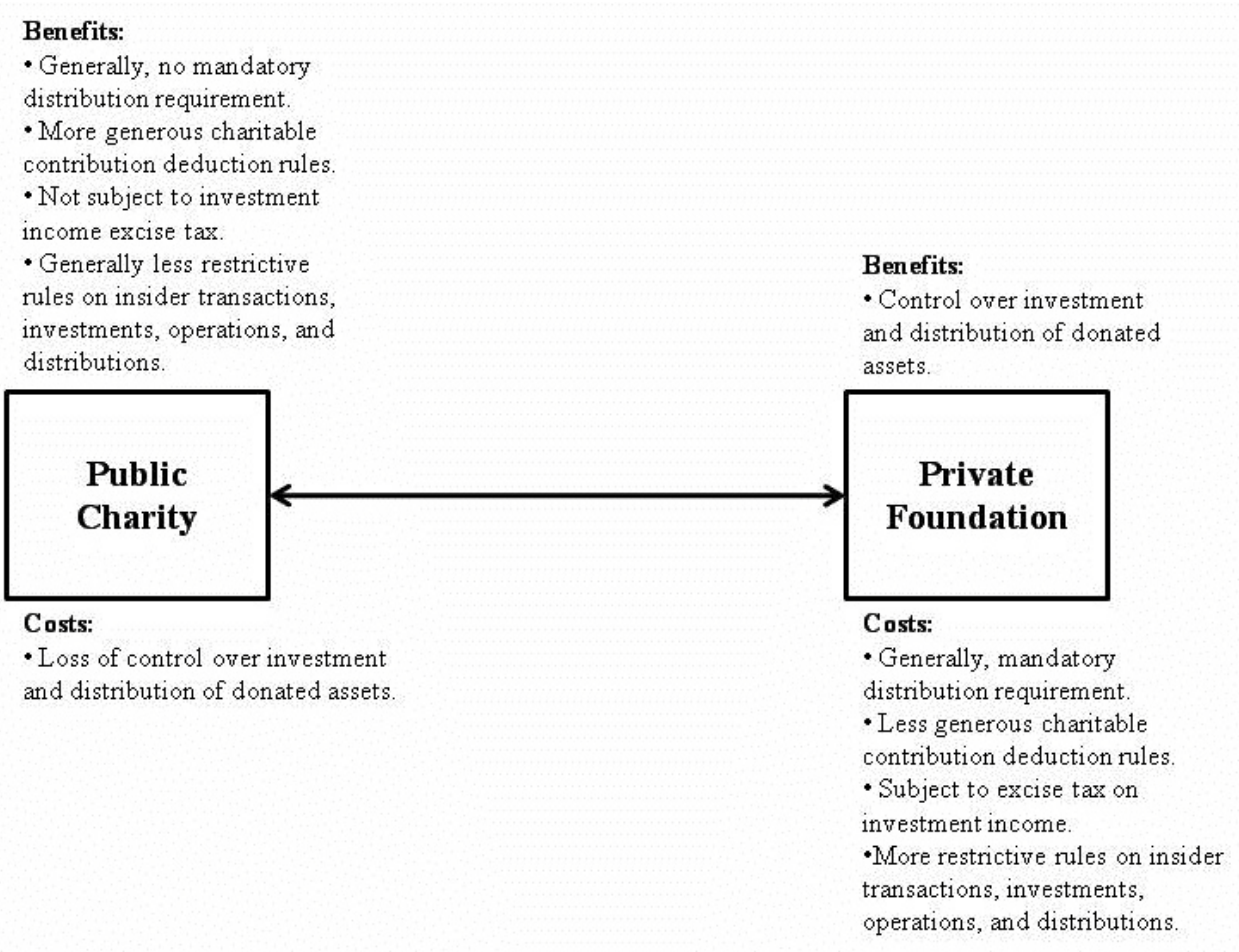 Benefits:
• Generally, no mandatory
distribution requirement.
• More generous charitable
contribution deduction rules.
• Not subject to investment
income excise tax.
• Generally less restrictive
rules on insider transactions,
investments, operations, and
distributions.
Public
Charity
Costs:
• Loss of control over investment
and distribution of donated assets.
Benefits:
• Control over investment
and distribution of donated
assets.
Private
Foundation
Costs:
• Generally, mandatory
distribution requirement.
• Less generous charitable
contribution deduction rules.
• Subject to excise tax on
investment income.
•More restrictive rules on insider
transactions, investments,
operations, and distributions.